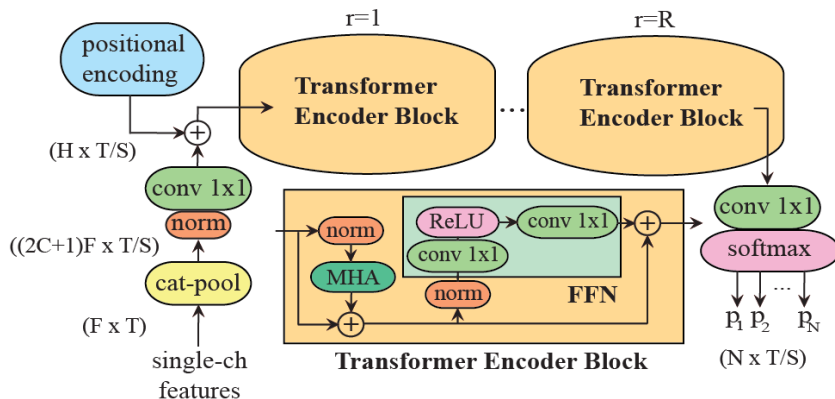 r=1
r=R
positional
encoding
Transformer
Encoder Block
...
Transformer
Encoder Block
+
(H x T/S)
conv 1x1
norm
((2C+1)F x T/S)
cat-pool
(F x T)
single-ch
features
norm
MHA
+
ReLU
conv 1x1
conv 1x1
norm
FFN
+
Transformer Encoder Block
conv 1x1
softmax
...
p1 p2 pN
(N x T/S)